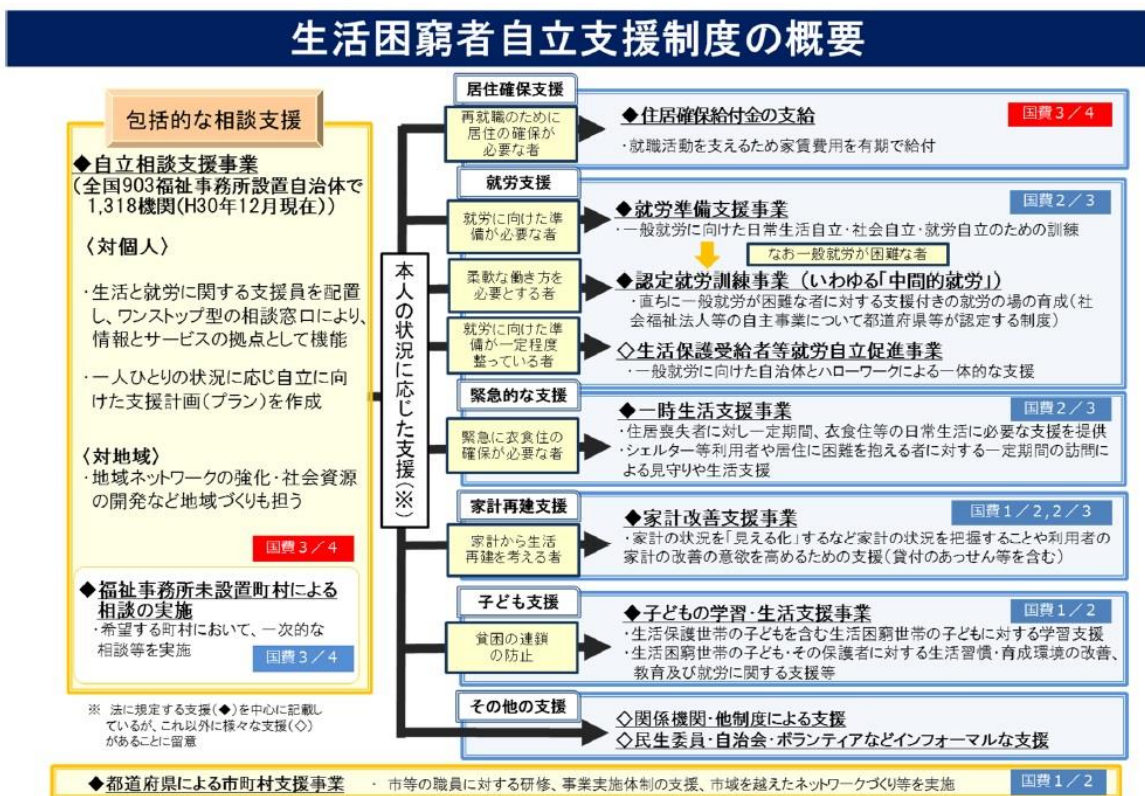 生活困窮者自立支援制度の概要
包括的な相談支援
◆自立相談支援事業
(全国903福祉事務所設置自治体で
1,318機関(H30年12月現在))
〈対個人〉
・生活と就労に関する支援員を配置
し、ワンストップ型の相談窓口により、
情報とサービスの拠点として機能
・一人ひとりの状況に応じ自立に向
けた支援計画(プラン)を作成
〈対地域〉
・地域ネットワークの強化・社会資源
の開発など地域づくりも担う
国費3/4
◆福祉事務所未設置町村による
相談の実施
・希望する町村において、一次的な
相談等を実施
国費3/4
※ 法に規定する支援(◆)を中心に記載し
ているが、これ以外に様々な支援(◇)
があることに留意
本人の状況に応じた支援(※)
居住確保支援
再就職のために
居住の確保が
必要な者
◆住居確保給付金の支給
国費3/4
・就職活動を支えるため家賃費用を有期で給付
就労支援
就労に向けた準
備が必要な者
◆就労準備支援事業
国費2/3
・一般就労に向けた日常生活自立・社会自立・就労自立のための訓練
なお一般就労が困難な者
柔軟な働き方を
必要とする者
◆認定就労訓練事業(いわゆる「中間的就労」)
・直ちに一般就労が困難な者に対する支援付きの就労の場の育成(社
会福祉法人等の自主事業について都道府県等が認定する制度)
就労に向けた準
備が一定程度
整っている者
◇生活保護受給者等就労自立促進事業
・一般就労に向けた自治体とハローワークによる一体的な支援
緊急的な支援
緊急に衣食住の
確保が必要な者
◆一時生活支援事業
国費2/3
・住居喪失者に対し一定期間、衣食住等の日常生活に必要な支援を提供
・シェルター等利用者や居住に困難を抱える者に対する一定期間の訪問に
よる見守りや生活支援
家計再建支援
家計から生活
再建を考える者
◆家計改善支援事業
国費1/2,2/3
・家計の状況を「見える化」するなど家計の状況を把握することや利用者の
家計の改善の意欲を高めるための支援(貸付のあっせん等を含む)
子ども支援
貧困の連鎖
の防止
◆子どもの学習・生活支援事業
国費1/2
・生活保護世帯の子どもを含む生活困窮世帯の子どもに対する学習支援
・生活困窮世帯の子ども・その保護者に対する生活習慣・育成環境の改善、
教育及び就労に関する支援等
その他の支援
◇関係機関・他制度による支援
◇民生委員・自治会・ボランティアなどインフォーマルな支援
◆都道府県による市町村支援事業 ・ 市等の職員に対する研修、事業実施体制の支援、市域を越えたネットワークづくり等を実施
国費1/2